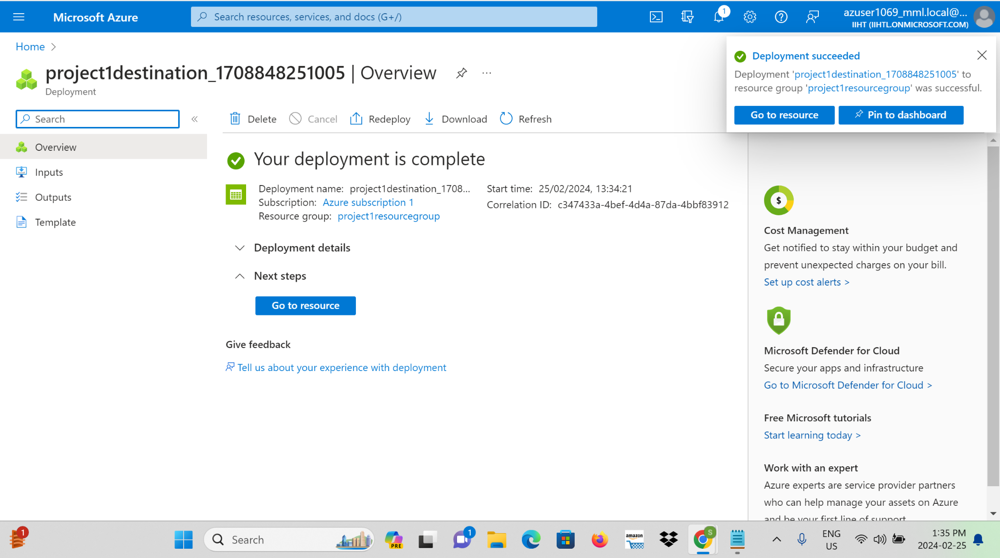 Microsoft Azure
Search resources, services, and docs (G+/)
1
azuser1069_mml.local@...
IIHT (IIHTL.ONMICROSOFT.COM)
Home
project1destination_1708848251005 | Overview
...
Deployment
Deployment succeeded
Deployment 'project1destination_1708848251005' to
resource group 'project1resourcegroup' was successful.
Go to resource
Pin to dashboard
Search
«
Delete
Cancel
Redeploy
Download
Refresh
Overview
Inputs
Outputs
Template
Your deployment is complete
Deployment name: project1destination_1708...
Subscription: Azure subscription 1
Resource group: project1resourcegroup
Start time: 25/02/2024, 13:34:21
Correlation ID: c347433a-4bef-4d4a-87da-4bbf83912
Deployment details
Next steps
Go to resource
Give feedback
Tell us about your experience with deployment
$
Cost Management
Get notified to stay within your budget and
prevent unexpected charges on your bill.
Set up cost alerts >
Microsoft Defender for Cloud
Secure your apps and infrastructure
Go to Microsoft Defender for Cloud >
Free Microsoft tutorials
Start learning today >
Work with an expert
Azure experts are service provider partners
who can help manage your assets on Azure
and be your first line of support
1
Search
PRE
1
amazon
S
ENG
US
1:35 PM
2024-02-25